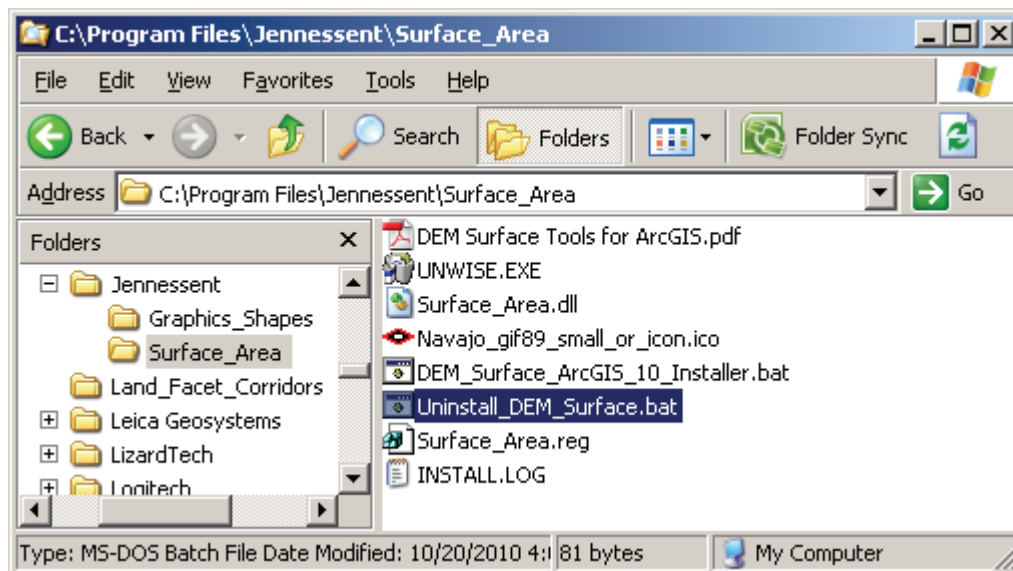 C:\Program Files\Jennessent\Surface_Area
File Edit View Favorites Tools Help
Back Search Folders Folder Sync
Address C:\Program Files\Jennessent\Surface_Area Go
Folders
Jennessent
Graphics_Shapes
Surface_Area
Land_Facet_Corridors
Leica Geosystems
LizardTech
Logitech
DEM Surface Tools for ArcGIS.pdf
UNWISE.EXE
Surface_Area.dll
Navajo_gif89_small_or_icon.ico
DEM_Surface_ArcGIS_10_Installer.bat
Uninstall_DEM_Surface.bat
Surface_Area.reg
INSTALL.LOG
Type: MS-DOS Batch File Date Modified: 10/20/2010 4: 81 bytes My Computer